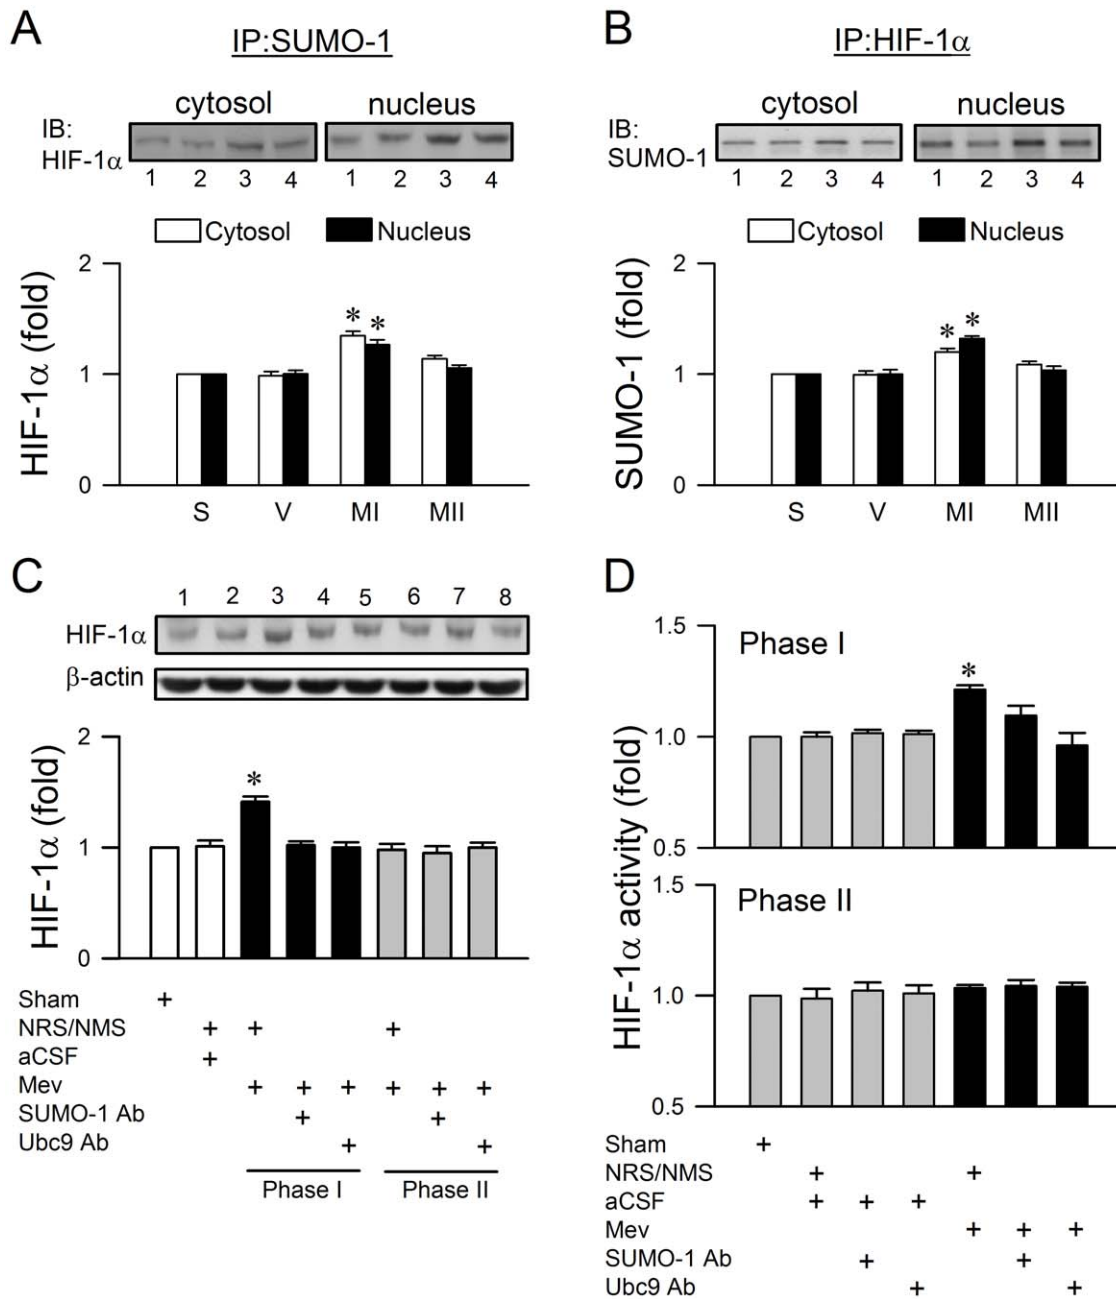 A
IP:SUMO-1
cytosol nucleus
IB:
HIF-1α
1 2 3 4 1 2 3 4
Cytosol Nucleus
HIF-1α (fold)
2
* *
1
0
S V MI MII
B
IP:HIF-1α
cytosol nucleus
IB:
SUMO-1
1 2 3 4 1 2 3 4
Cytosol Nucleus
SUMO-1 (fold)
2
* *
1
0
S V MI MII
C
1 2 3 4 5 6 7 8
HIF-1α
β-actin
HIF-1α (fold)
2
*
1
0
Sham +
NRS/NMS + + +
aCSF +
Mev + + + + + +
SUMO-1 Ab + +
Ubc9 Ab + +
Phase I Phase II
D
HIF-1α activity (fold)
1.5
Phase I
*
1.0
0.5
1.5
Phase II
1.0
0.5
Sham +
NRS/NMS + +
aCSF + + +
Mev + + +
SUMO-1 Ab + +
Ubc9 Ab + +